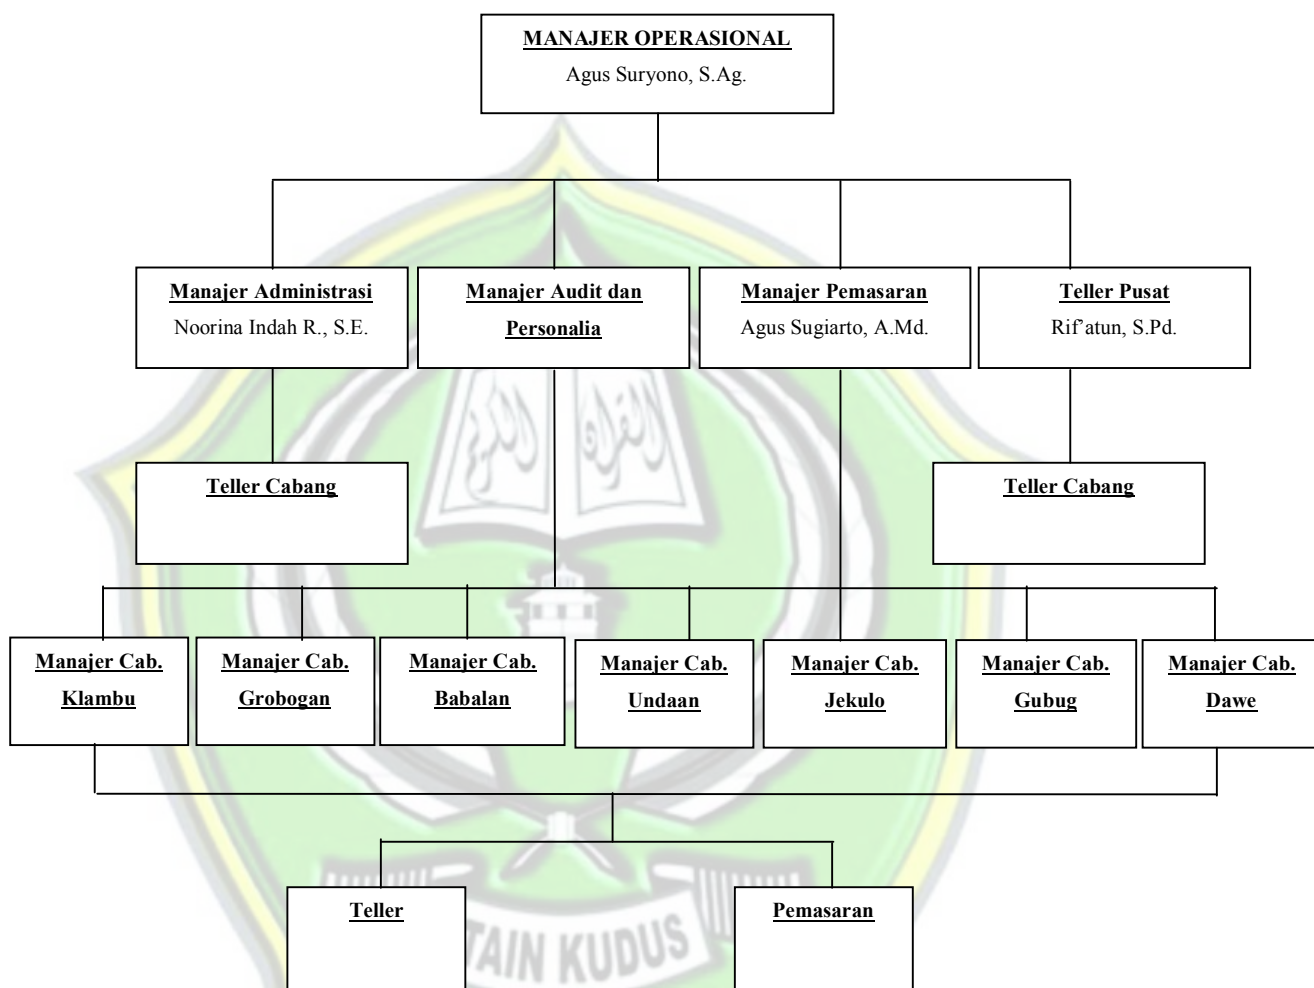 MANAJER OPERASIONAL
Agus Suryono, S.Ag.
Manajer Administrasi
Noorina Indah R., S.E.
Manajer Audit dan
Personalia
Manajer Pemasaran
Agus Sugiarto, A.Md.
Teller Pusat
Rif’atun, S.Pd.
Teller Cabang
Teller Cabang
Manajer Cab.
Klambu
Manajer Cab.
Grobogan
Manajer Cab.
Babalan
Manajer Cab.
Undaan
Manajer Cab.
Jekulo
Manajer Cab.
Gubug
Manajer Cab.
Dawe
Teller
Pemasaran
TAIN KUDUS